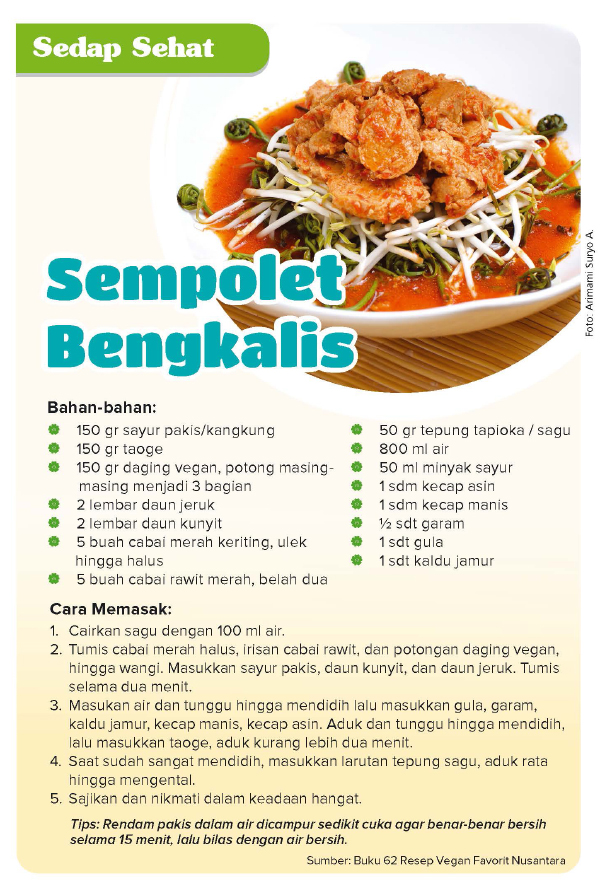 Sedap Sehat
Sempolet
Bengkalis
Foto: Arimami Suryo A.
Bahan-bahan:
150 gr sayur pakis/kangkung
150 gr taoge
150 gr daging vegan, potong masing-
masing menjadi 3 bagian
2 lembar daun jeruk
2 lembar daun kunyit
5 buah cabai merah keriting, ulek
hingga halus
5 buah cabai rawit merah, belah dua
50 gr tepung tapioka / sagu
800 ml air
50 ml minyak sayur
1 sdm kecap asin
1 sdm kecap manis
½ sdt garam
1 sdt gula
1 sdt kaldu jamur
Cara Memasak:
1. Cairkan sagu dengan 100 ml air.
2. Tumis cabai merah halus, irisan cabai rawit, dan potongan daging vegan,
hingga wangi. Masukkan sayur pakis, daun kunyit, dan daun jeruk. Tumis
selama dua menit.
3. Masukan air dan tunggu hingga mendidih lalu masukkan gula, garam,
kaldu jamur, kecap manis, kecap asin. Aduk dan tunggu hingga mendidih,
lalu masukkan taoge, aduk kurang lebih dua menit.
4. Saat sudah sangat mendidih, masukkan larutan tepung sagu, aduk rata
hingga mengental.
5. Sajikan dan nikmati dalam keadaan hangat.
Tips: Rendam pakis dalam air dicampur sedikit cuka agar benar-benar bersih
selama 15 menit, lalu bilas dengan air bersih.
Sumber: Buku 62 Resep Vegan Favorit Nusantara